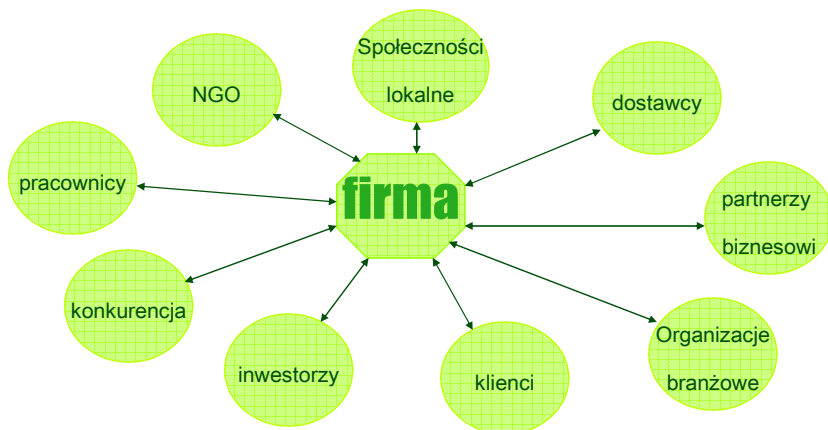 Społeczności
lokalne
NGO
dostawcy
pracownicy
firma
partnerzy
biznesowi
konkurencja
Organizacje
branżowe
inwestorzy
klienci